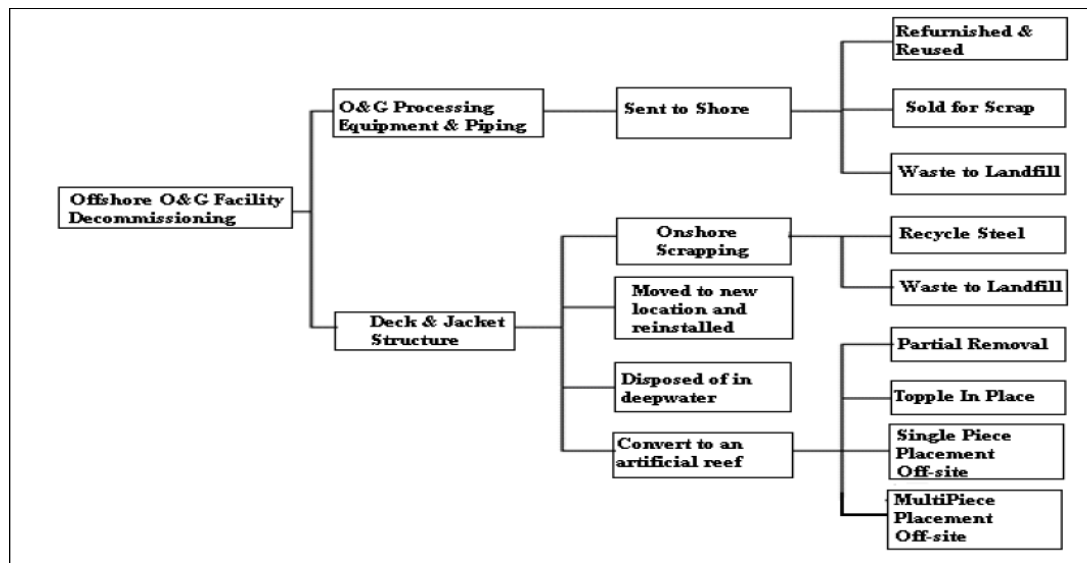 Offshore O&G Facility
Decommissioning
O&G Processing
Equipment & Piping
Sent to Shore
Refurnished &
Reused
Sold for Scrap
Waste to Landfill
Deck & Jacket
Structure
Onshore
Scrapping
Recycle Steel
Waste to Landfill
Moved to new
location and
reinstalled
Disposed of in
deepwater
Convert to an
artificial reef
Partial Removal
Topple In Place
Single Piece
Placement
Off-site
MultiPiece
Placement
Off-site